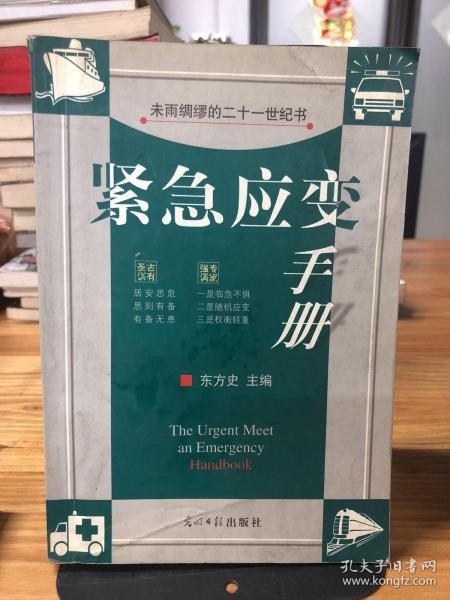 未雨绸缪的二十一世纪书
紧急应变
手册
古有
专家
强调
居安思危
思则有备
有备无患
一是临危不惧
二是随机应变
三是权衡轻重
东方史 主编
The Urgent Meet
an Emergency
Handbook
光明日报出版社
孔夫子旧书网
www.kongfz.com